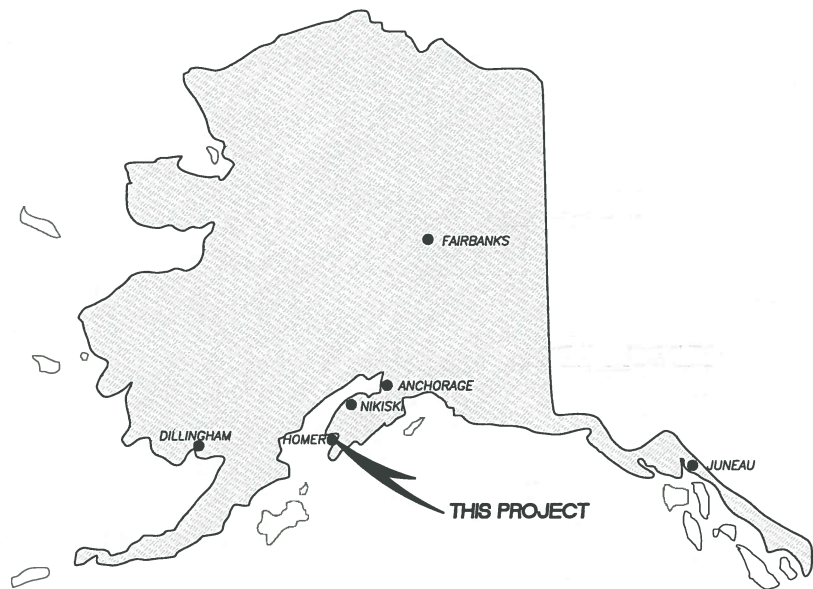 FAIRBANKS
ANCHORAGE
NIKISKI
DILLINGHAM
HOMER
JUNEAU
THIS PROJECT